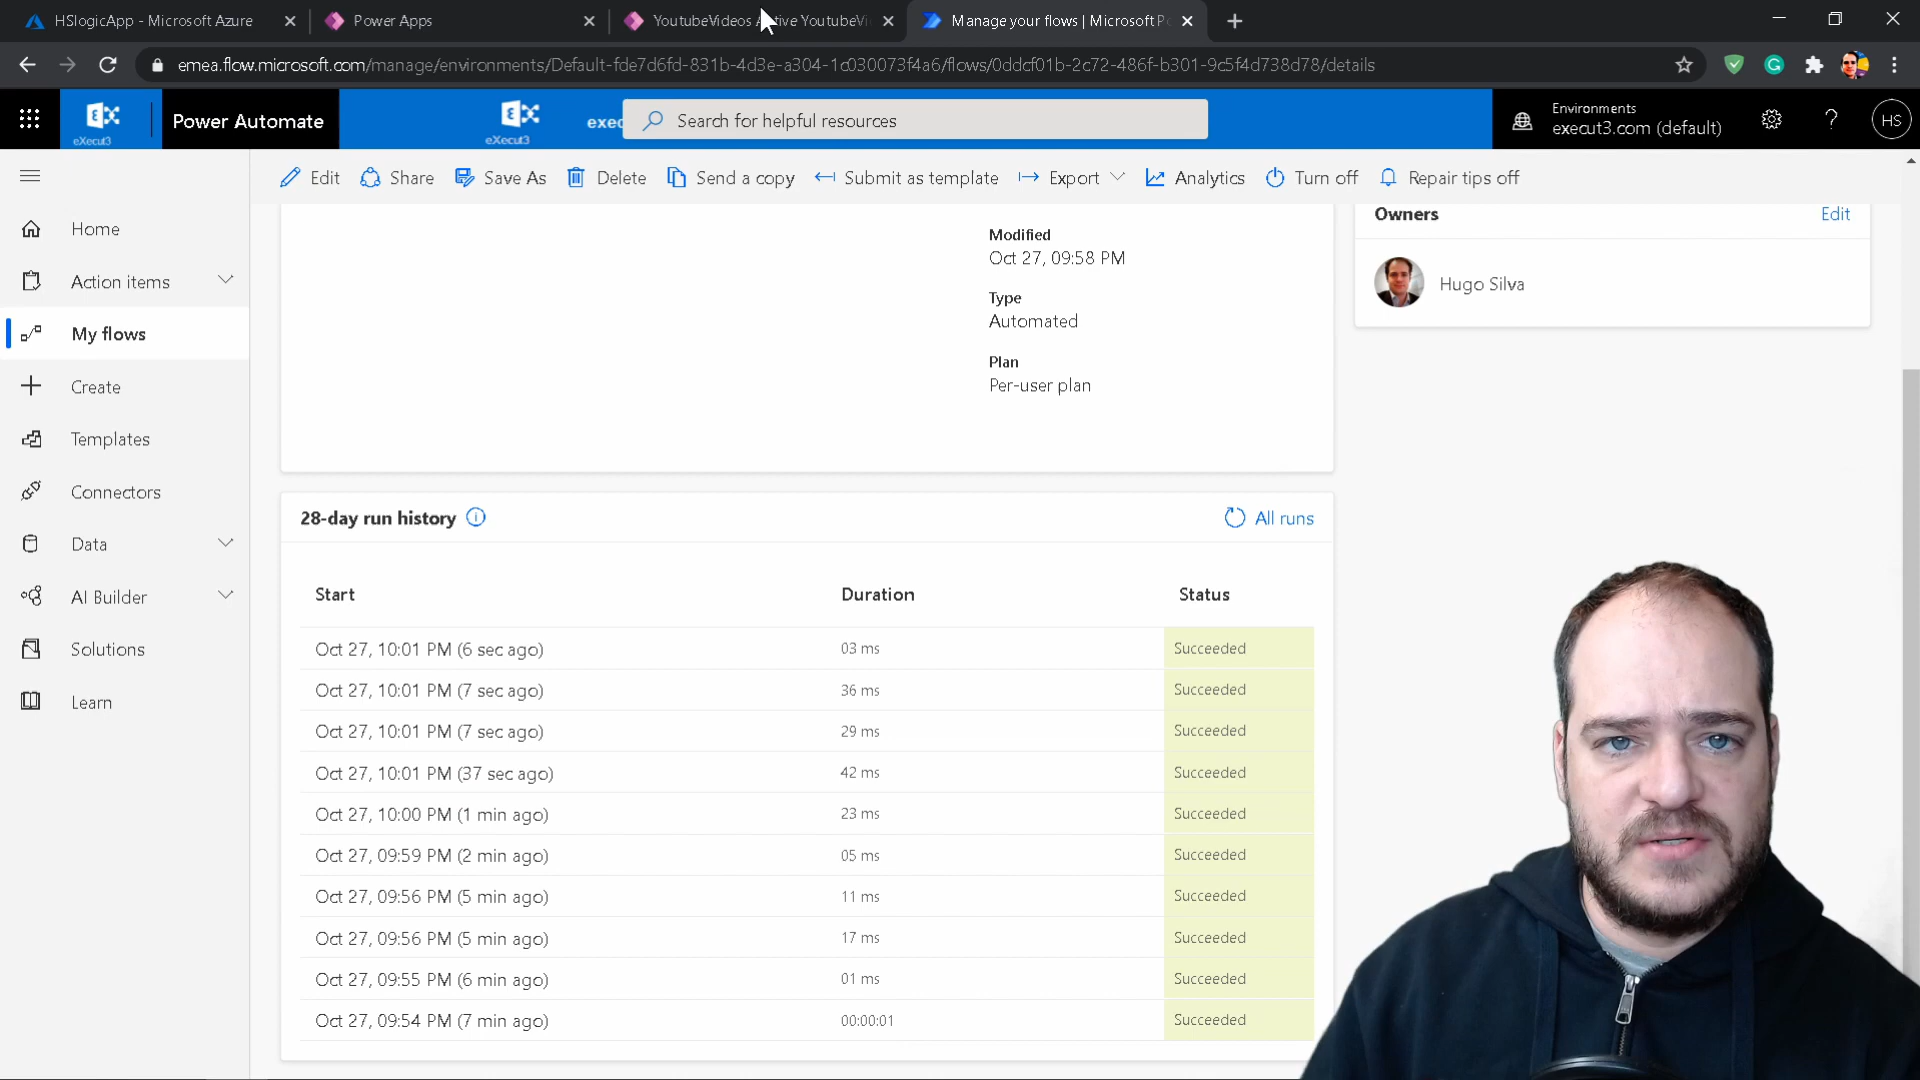 HSlogicApp - Microsoft Azure
Power Apps
YoutubeVideos
Manage your flows | Microsoft
emea.flow.microsoft.com/manage/environments/Default-fde7d6fd-831b-4d3e-a304-1c030073f4a6/flows/0ddcf01b-2c72-486f-b301-9c5f4d738d78/details
eXecut3
Power Automate
eXecut3
Search for helpful resources
Environments
execut3.com (default)
?
HS
Edit
Share
Save As
Delete
Send a copy
Submit as template
Export
Analytics
Turn off
Repair tips off
Home
Action items
My flows
Create
Templates
Connectors
Data
AI Builder
Solutions
Learn
Modified
Oct 27, 09:58 PM
Type
Automated
Plan
Per-user plan
Owners
Edit
Hugo Silva
28-day run history
All runs
Start Duration Status
Oct 27, 10:01 PM (6 sec ago) 03 ms Succeeded
Oct 27, 10:01 PM (7 sec ago) 36 ms Succeeded
Oct 27, 10:01 PM (7 sec ago) 29 ms Succeeded
Oct 27, 10:01 PM (37 sec ago) 42 ms Succeeded
Oct 27, 10:00 PM (1 min ago) 23 ms Succeeded
Oct 27, 09:59 PM (2 min ago) 05 ms Succeeded
Oct 27, 09:56 PM (5 min ago) 11 ms Succeeded
Oct 27, 09:56 PM (5 min ago) 17 ms Succeeded
Oct 27, 09:55 PM (6 min ago) 01 ms Succeeded
Oct 27, 09:54 PM (7 min ago) 00:00:01 Succeeded